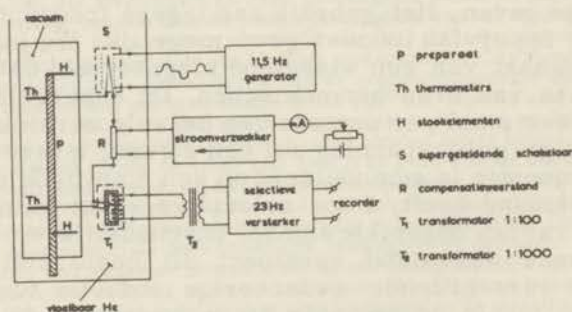 vacuum
S
H
11,5 Hz
generator
Th
P
R
stroomverzwakker
A
Th
H
T₁
T₂
selectieve
23 Hz
versterker
recorder
vloeibaar He
P preparaat
Th thermometers
H stookelementen
S supergeleidende schakelaar
R compensatieweerstand
T₁ transformator 1:100
T₂ transformator 1:1000